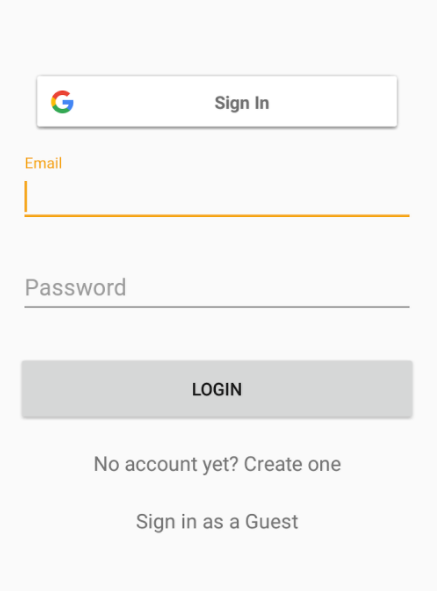 Sign In
Email
Password
LOGIN
No account yet? Create one
Sign in as a Guest